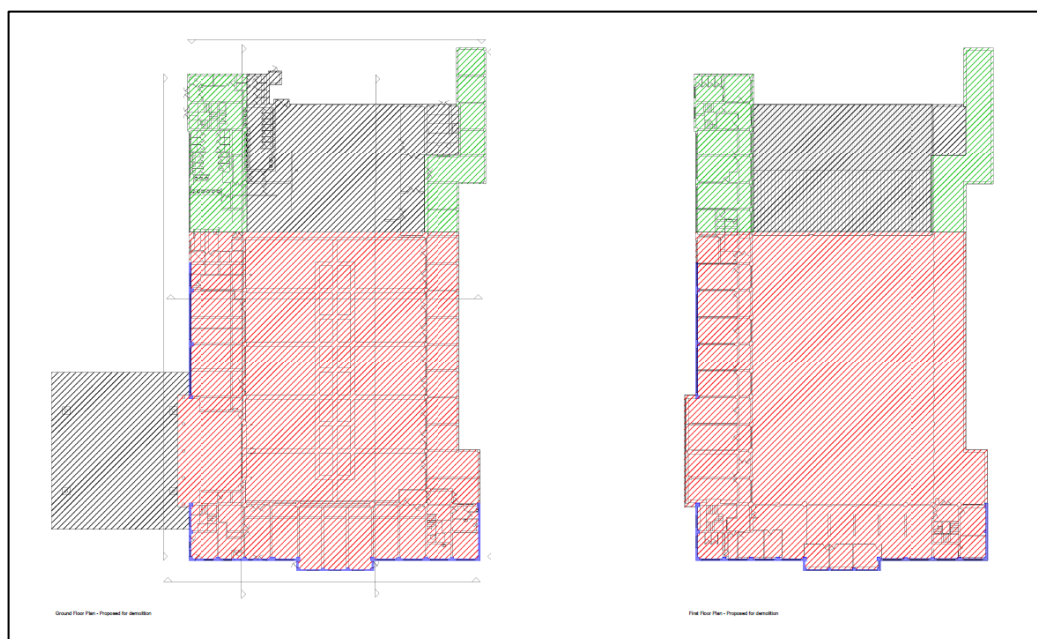 Ground Floor Plan - Proposed for demolition
First Floor Plan - Proposed for demolition